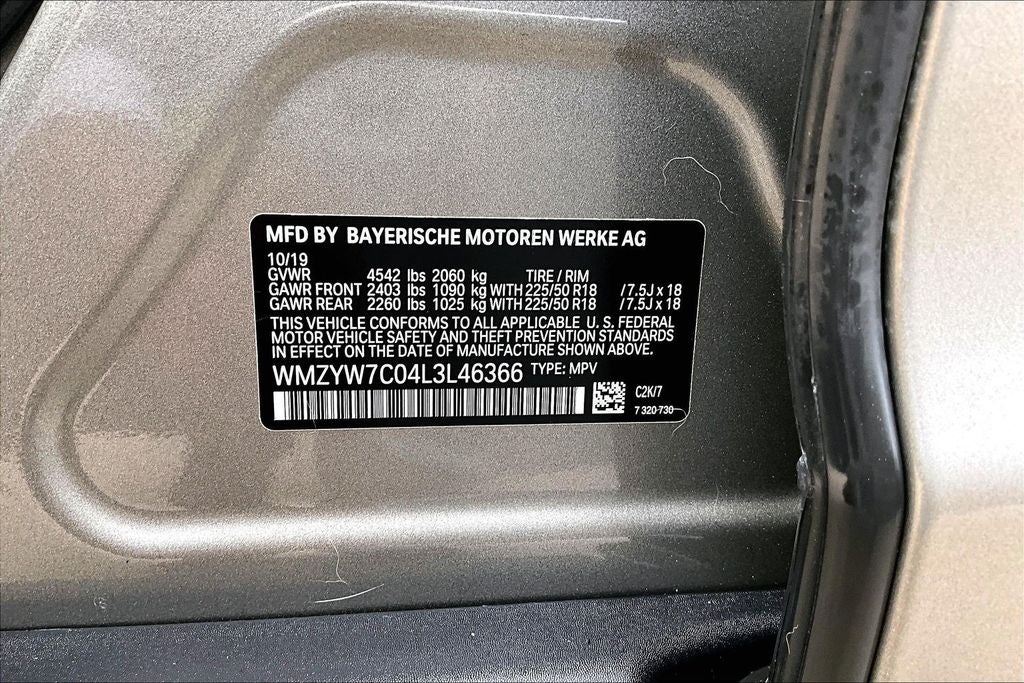 MFD BY BAYERISCHE MOTOREN WERKE AG
10/19
GVWR 4542 lbs 2060 kg TIRE / RIM
GAWR FRONT 2403 lbs 1090 kg WITH 225/50 R18 /7.5J x 18
GAWR REAR 2260 lbs 1025 kg WITH 225/50 R18 /7.5J x 18
THIS VEHICLE CONFORMS TO ALL APPLICABLE U. S. FEDERAL
MOTOR VEHICLE SAFETY AND THEFT PREVENTION STANDARDS
IN EFFECT ON THE DATE OF MANUFACTURE SHOWN ABOVE.
WMZYW7C04L3L46366 TYPE: MPV
C2K/7
7 320 730